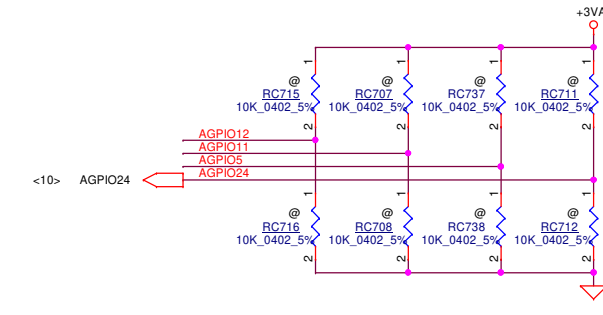 +3VA
1 1 1 1
@ @ @ @
RC715 RC707 RC737 RC711
10K_0402_5% 10K_0402_5% 10K_0402_5% 10K_0402_5%
2 2 2 2
AGPIO12
AGPIO11
AGPIO5
AGPIO24
<10> AGPIO24
1 1 1 1
@ @ @ @
RC716 RC708 RC738 RC712
10K_0402_5% 10K_0402_5% 10K_0402_5% 10K_0402_5%
2 2 2 2